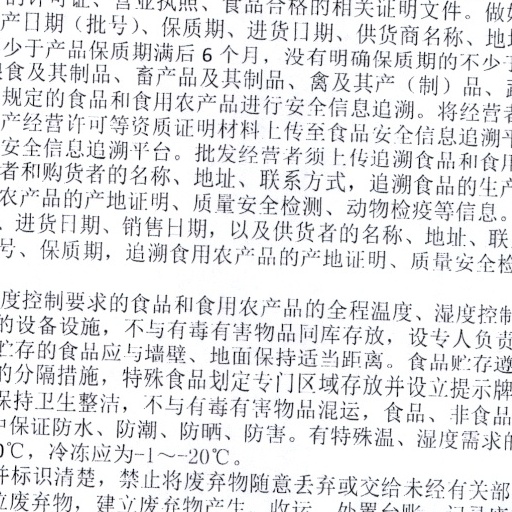 的许可证、营业执照、食品合格的相关证明文件。做好
产日期（批号）、保质期、进货日期、供货商名称、地址
少于产品保质期满后6个月，没有明确保质期的不少于
粮食及其制品、畜产品及其制品、禽及其产（制）品、蔬
规定的食品和食用农产品进行安全信息追溯。将经营者
产经营许可等资质证明材料上传至食品安全信息追溯平
安全信息追溯平台。批发经营者须上传追溯食品和食用
者和购货者的名称、地址、联系方式，追溯食品的生产
农产品的产地证明、质量安全检测、动物检疫等信息。
、进货日期、销售日期，以及供货者的名称、地址、联
号、保质期，追溯食用农产品的产地证明、质量安全检
度控制要求的食品和食用农产品的全程温度、湿度控制
的设备设施，不与有毒有害物品同库存放，设专人负责
贮存的食品应与墙壁、地面保持适当距离。食品贮存遵
的分隔措施，特殊食品划定专门区域存放并设立提示牌
保持卫生整洁，不与有毒有害物品混运，食品、非食品
中保证防水、防潮、防晒、防害。有特殊温、湿度需求的
0℃，冷冻应为-1～-20℃。
并标识清楚，禁止将废弃物随意丢弃或交给未经有关部
立废弃物，建立废弃物产生、收运、处置台账，记录废